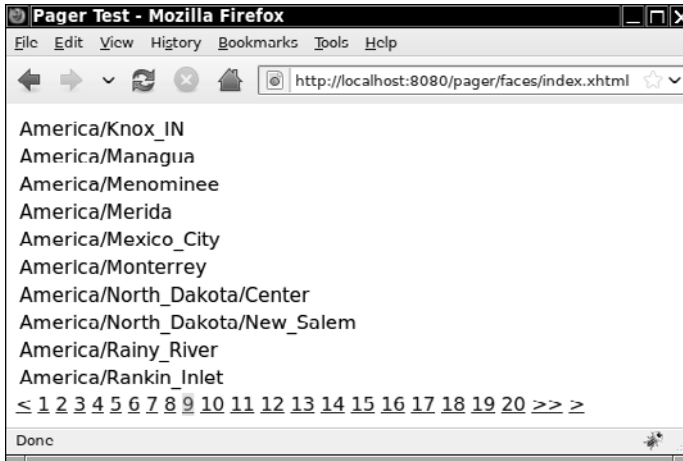 Pager Test - Mozilla Firefox
File Edit View History Bookmarks Tools Help
http://localhost:8080/pager/faces/index.xhtml
America/Knox_IN
America/Managua
America/Menominee
America/Merida
America/Mexico_City
America/Monterrey
America/North_Dakota/Center
America/North_Dakota/New_Salem
America/Rainy_River
America/Rankin_Inlet
< 1 2 3 4 5 6 7 8 9 10 11 12 13 14 15 16 17 18 19 20 >> >
Done